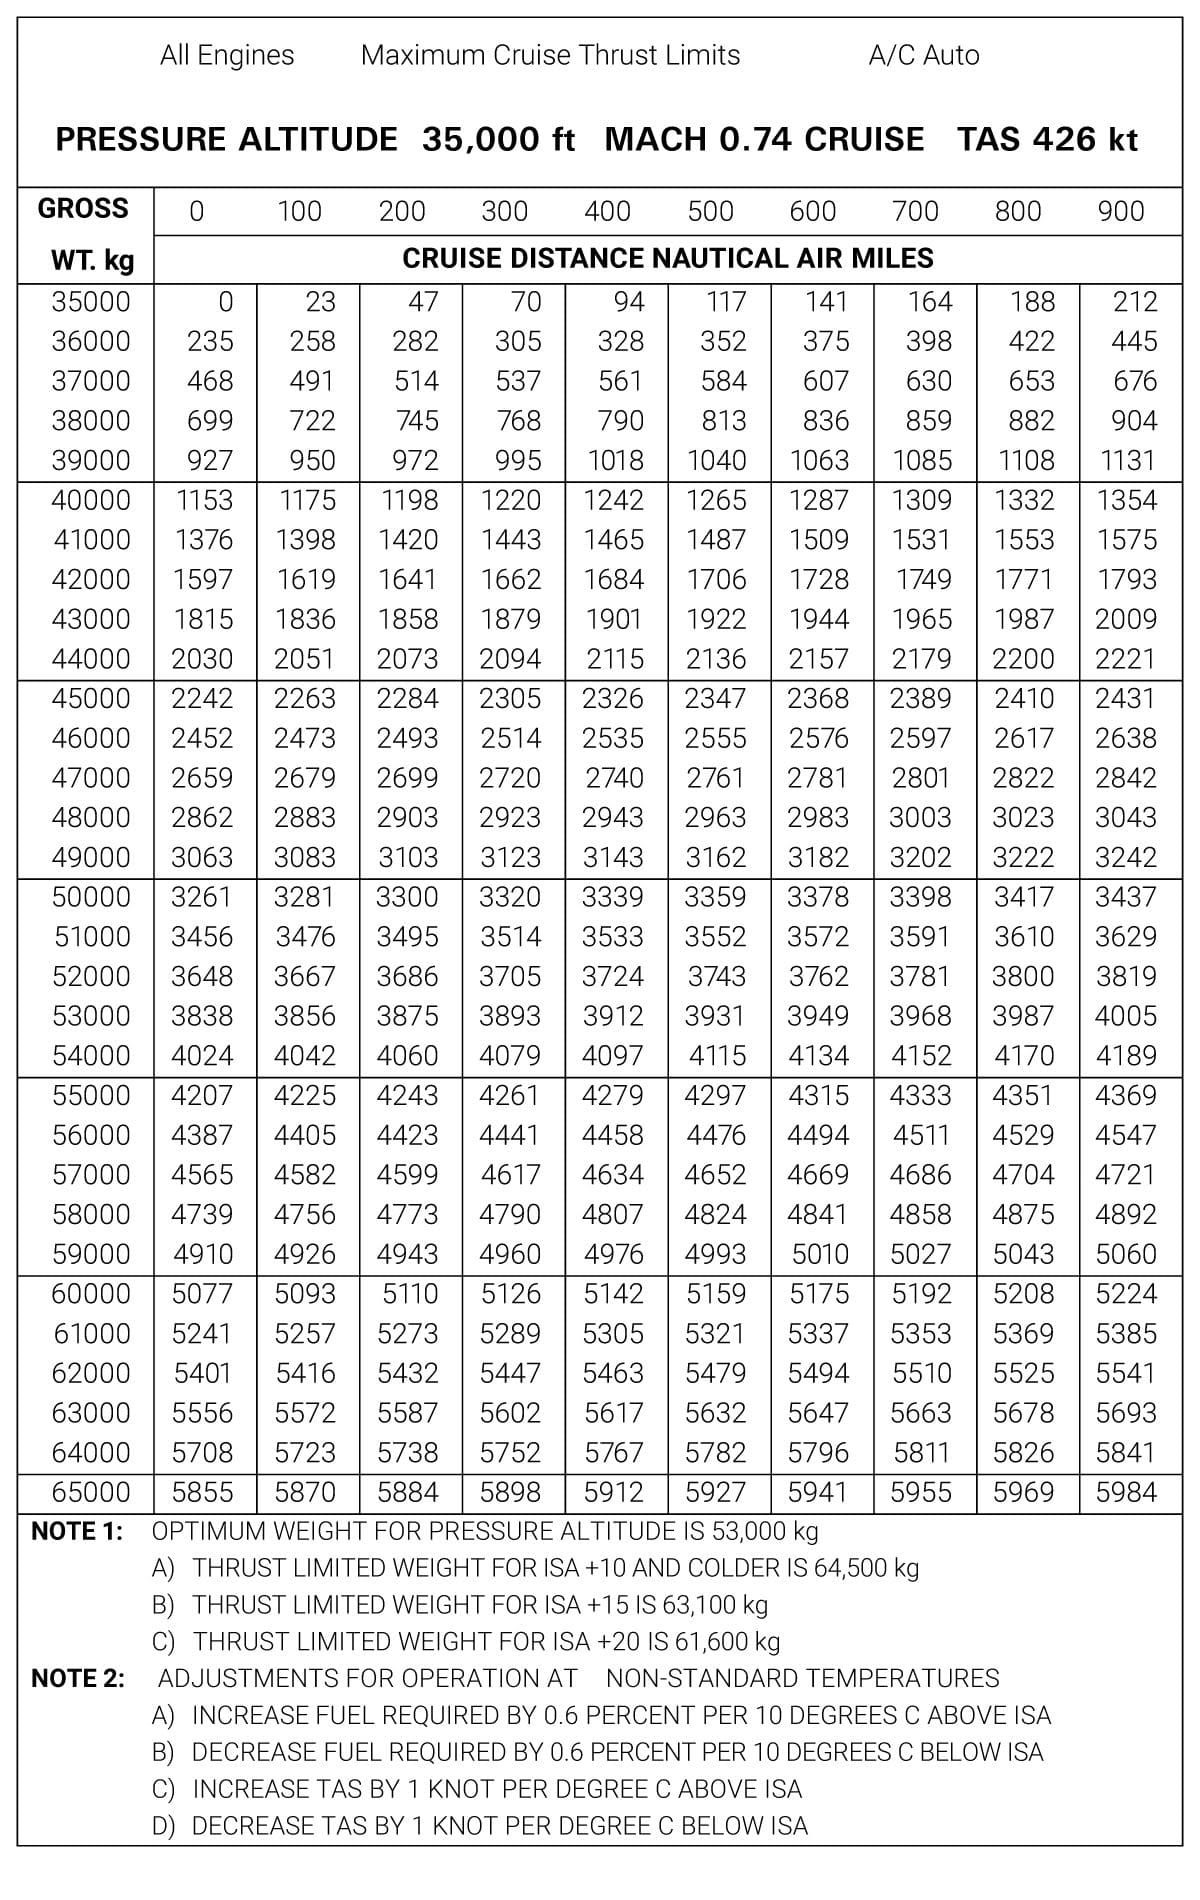 All Engines Maximum Cruise Thrust Limits A/C Auto
PRESSURE ALTITUDE 35,000 ft MACH 0.74 CRUISE TAS 426 kt
GROSS 0 100 200 300 400 500 600 700 800 900
WT. kg CRUISE DISTANCE NAUTICAL AIR MILES
35000 0 23 47 70 94 117 141 164 188 212
36000 235 258 282 305 328 352 375 398 422 445
37000 468 491 514 537 561 584 607 630 653 676
38000 699 722 745 768 790 813 836 859 882 904
39000 927 950 972 995 1018 1040 1063 1085 1108 1131
40000 1153 1175 1198 1220 1242 1265 1287 1309 1332 1354
41000 1376 1398 1420 1443 1465 1487 1509 1531 1553 1575
42000 1597 1619 1641 1662 1684 1706 1728 1749 1771 1793
43000 1815 1836 1858 1879 1901 1922 1944 1965 1987 2009
44000 2030 2051 2073 2094 2115 2136 2157 2179 2200 2221
45000 2242 2263 2284 2305 2326 2347 2368 2389 2410 2431
46000 2452 2473 2493 2514 2535 2555 2576 2597 2617 2638
47000 2659 2679 2699 2720 2740 2761 2781 2801 2822 2842
48000 2862 2883 2903 2923 2943 2963 2983 3003 3023 3043
49000 3063 3083 3103 3123 3143 3162 3182 3202 3222 3242
50000 3261 3281 3300 3320 3339 3359 3378 3398 3417 3437
51000 3456 3476 3495 3514 3533 3552 3572 3591 3610 3629
52000 3648 3667 3686 3705 3724 3743 3762 3781 3800 3819
53000 3838 3856 3875 3893 3912 3931 3949 3968 3987 4005
54000 4024 4042 4060 4079 4097 4115 4134 4152 4170 4189
55000 4207 4225 4243 4261 4279 4297 4315 4333 4351 4369
56000 4387 4405 4423 4441 4458 4476 4494 4511 4529 4547
57000 4565 4582 4599 4617 4634 4652 4669 4686 4704 4721
58000 4739 4756 4773 4790 4807 4824 4841 4858 4875 4892
59000 4910 4926 4943 4960 4976 4993 5010 5027 5043 5060
60000 5077 5093 5110 5126 5142 5159 5175 5192 5208 5224
61000 5241 5257 5273 5289 5305 5321 5337 5353 5369 5385
62000 5401 5416 5432 5447 5463 5479 5494 5510 5525 5541
63000 5556 5572 5587 5602 5617 5632 5647 5663 5678 5693
64000 5708 5723 5738 5752 5767 5782 5796 5811 5826 5841
65000 5855 5870 5884 5898 5912 5927 5941 5955 5969 5984
NOTE 1: OPTIMUM WEIGHT FOR PRESSURE ALTITUDE IS 53,000 kg
A) THRUST LIMITED WEIGHT FOR ISA +10 AND COLDER IS 64,500 kg
B) THRUST LIMITED WEIGHT FOR ISA +15 IS 63,100 kg
C) THRUST LIMITED WEIGHT FOR ISA +20 IS 61,600 kg
NOTE 2: ADJUSTMENTS FOR OPERATION AT NON-STANDARD TEMPERATURES
A) INCREASE FUEL REQUIRED BY 0.6 PERCENT PER 10 DEGREES C ABOVE ISA
B) DECREASE FUEL REQUIRED BY 0.6 PERCENT PER 10 DEGREES C BELOW ISA
C) INCREASE TAS BY 1 KNOT PER DEGREE C ABOVE ISA
D) DECREASE TAS BY 1 KNOT PER DEGREE C BELOW ISA